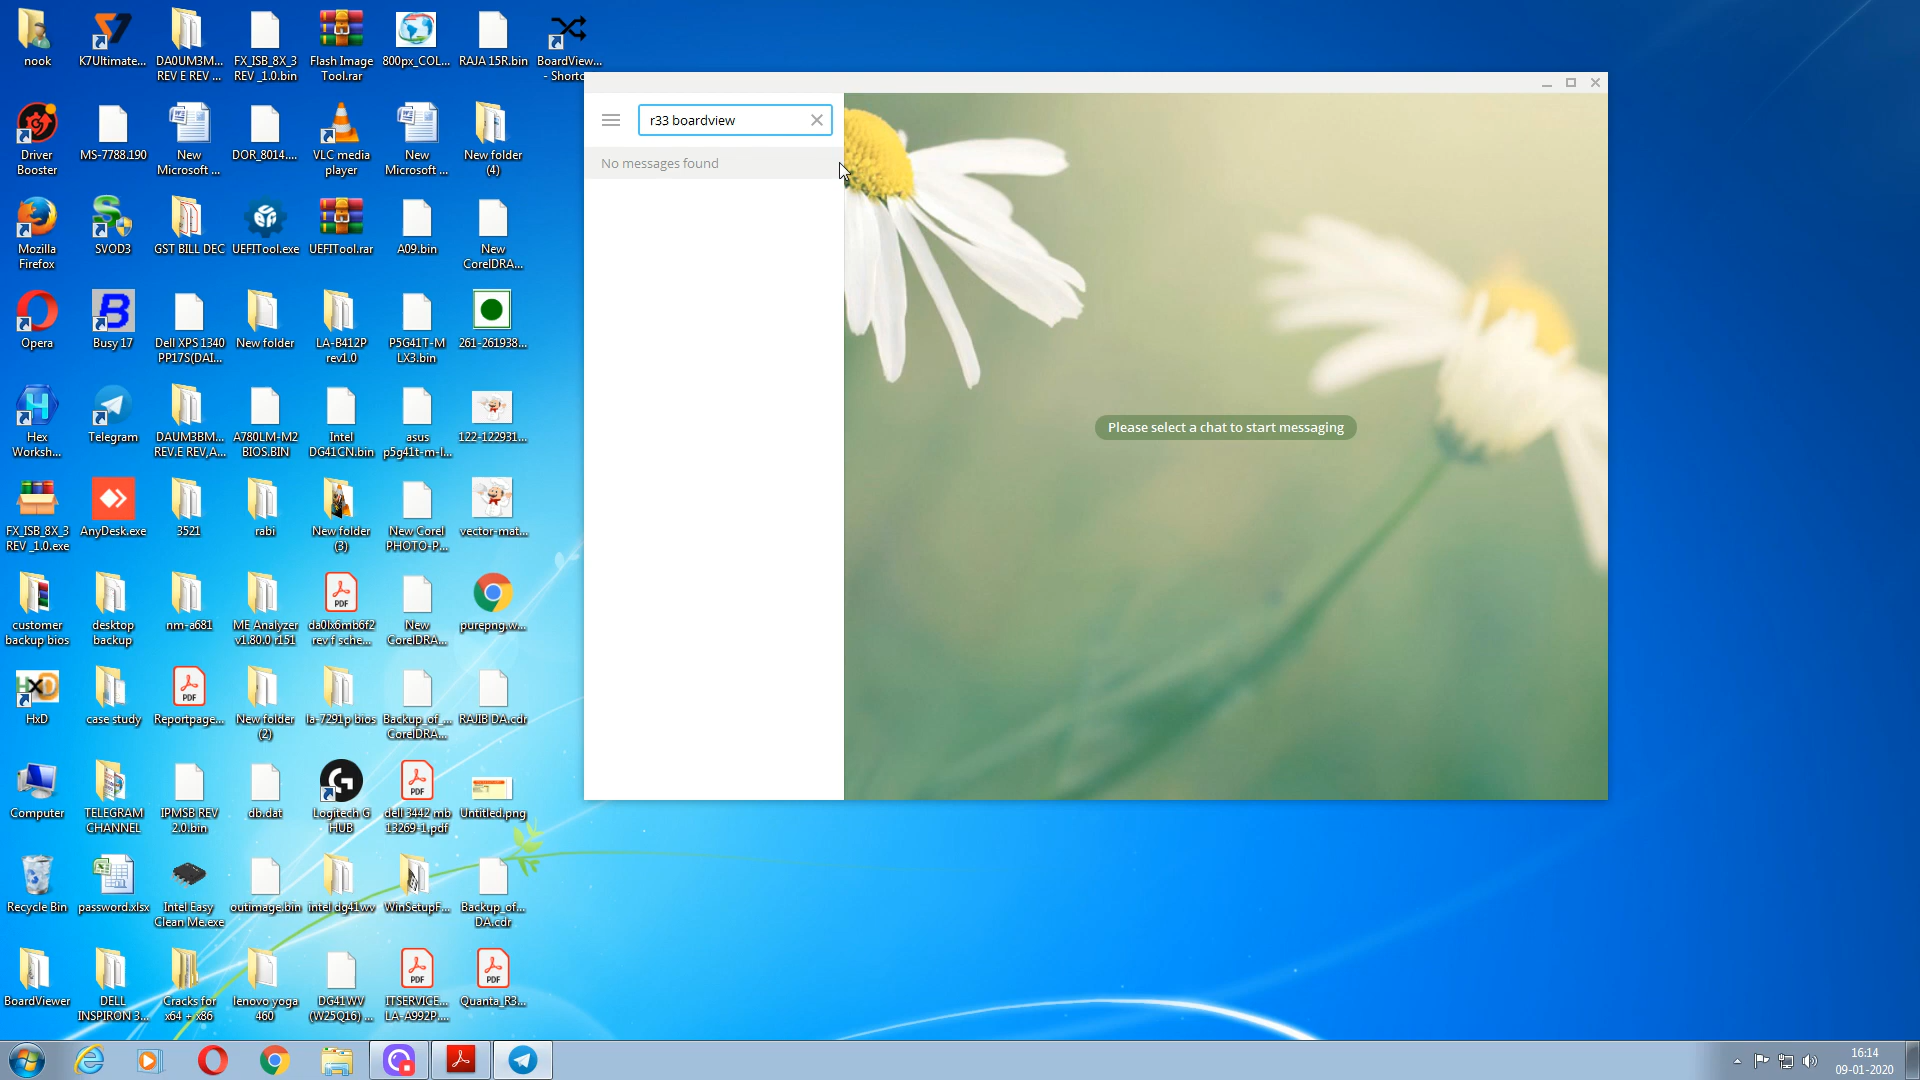 nook
K7Ultimate...
DA0UM3M...
REV E REV ...
FX_ISB_8X_3
REV _1.0.bin
Flash Image
Tool.rar
800px_COL...
RAJA 15R.bin
BoardView...
- Shortc
Driver
Booster
MS-7788.190
New
Microsoft ...
DOR_8014....
VLC media
player
New
Microsoft ...
New folder
(4)
r33 boardview
No messages found
Mozilla
Firefox
SVOD3
GST BILL DEC
UEFITool.exe
UEFITool.rar
A09.bin
New
CorelDRA...
Opera
Busy 17
Dell XPS 1340
PP17S(DAI...
New folder
LA-B412P
rev1.0
P5G41T-M
LX3.bin
261-261938...
Please select a chat to start messaging
Hex
Worksh...
Telegram
DAUM3BM...
REV.E REV,A...
A780LM-M2
BIOS.BIN
Intel
DG41CN.bin
asus
p5g41t-m-l...
122-122931...
FX_ISB_8X_3
REV _1.0.exe
AnyDesk.exe
3521
rabi
New folder
(3)
New Corel
PHOTO-P...
vector-mat...
customer
backup bios
desktop
backup
nm-a681
ME Analyzer
v1.80.0 r151
PDF
da0lx6mb6f2
rev f sche...
New
CorelDRA...
purepng.w...
HxD
case study
PDF
Reportpage...
New folder
(2)
la-7291p bios
Backup_of_...
CorelDRA...
RAJIB DA.cdr
Computer
TELEGRAM
CHANNEL
IPMSB REV
2.0.bin
db.dat
Logitech G
HUB
PDF
dell 3442 mb
13269-1.pdf
Untitled.png
Recycle Bin
password.xlsx
Intel Easy
Clean Me.exe
outimage.bin
intel dg41wv
WinSetupF...
Backup_of...
DA.cdr
BoardViewer
DELL
INSPIRON 3...
Cracks for
x64 + x86
lenovo yoga
460
DG41WV
(W25Q16) ...
PDF
ITSERVICE...
LA-A992P....
PDF
Quanta_R3...
16:14
09-01-2020